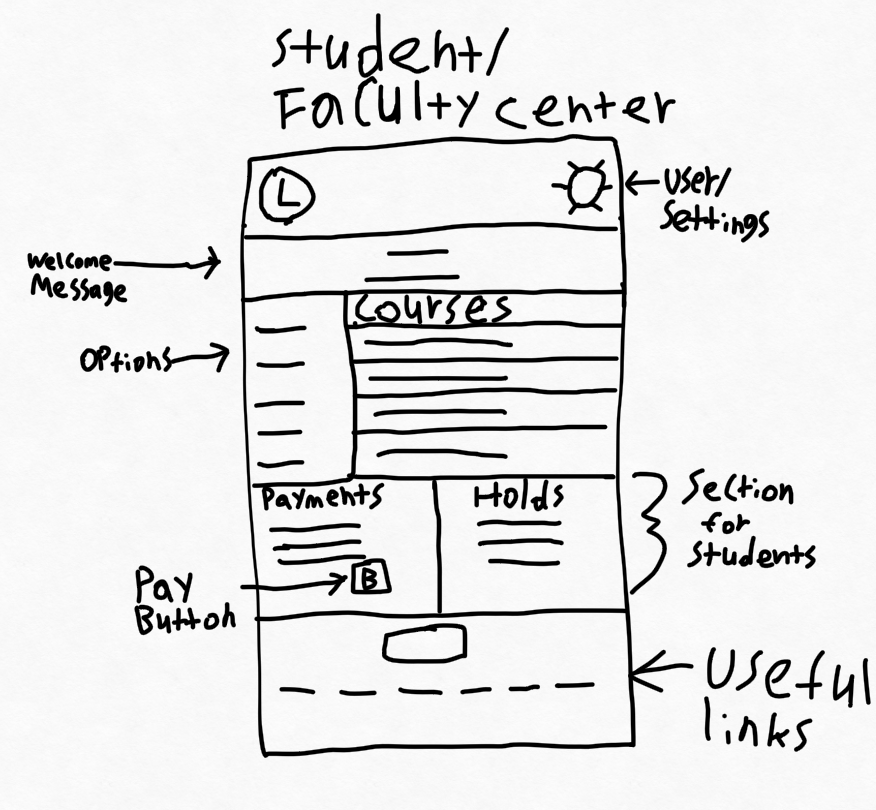 Student/
Faculty center
L
User/
Settings
Welcome
Message
Courses
Options
Payments
Holds
Section
for
Students
Pay
Button
B
Useful
links